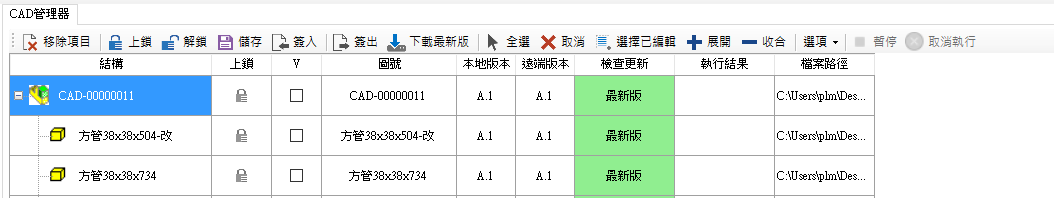 CAD管理器
移除項目 上鎖 解鎖 儲存 簽入 簽出 下載最新版 全選 取消 選擇已編輯 展開 收合 選項 暫停 取消執行
結構 上鎖 V 圖號 本地版本 遠端版本 檢查更新 執行結果 檔案路徑
CAD-00000011 CAD-00000011 A.1 A.1 最新版 C:\Users\plm\Des...
方管38x38x504-改 方管38x38x504-改 A.1 A.1 最新版 C:\Users\plm\Des...
方管38x38x734 方管38x38x734 A.1 A.1 最新版 C:\Users\plm\Des...